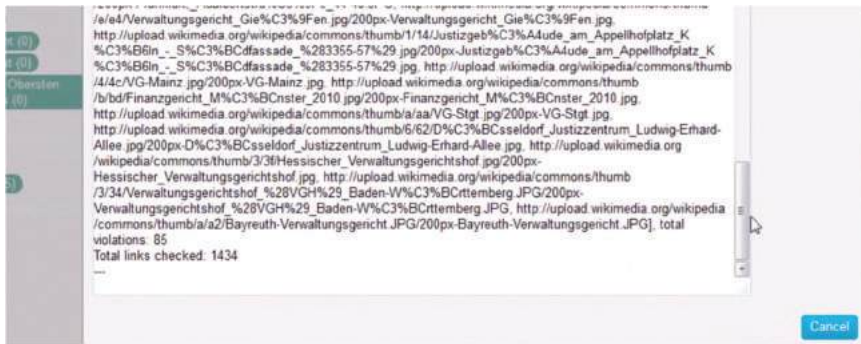 /e/e4/Verwaltungsgericht_Gie%C3%9Fen.jpg/200px-Verwaltungsgericht_Gie%C3%9Fen.jpg,
http://upload.wikimedia.org/wikipedia/commons/thumb/1/14/Justizgeb%C3%A4ude_am_Appellhofplatz_K
%C3%B6ln_-_S%C3%BCdfassade_%283355-57%29.jpg/200px-Justizgeb%C3%A4ude_am_Appellhofplatz_K
%C3%B6ln_-_S%C3%BCdfassade_%283355-57%29.jpg, http://upload.wikimedia.org/wikipedia/commons/thumb
/4/4c/VG-Mainz.jpg/200px-VG-Mainz.jpg, http://upload.wikimedia.org/wikipedia/commons/thumb
/b/bd/Finanzgericht_M%C3%BCnster_2010.jpg/200px-Finanzgericht_M%C3%BCnster_2010.jpg,
http://upload.wikimedia.org/wikipedia/commons/thumb/a/aa/VG-Stgt.jpg/200px-VG-Stgt.jpg,
http://upload.wikimedia.org/wikipedia/commons/thumb/6/62/D%C3%BCsseldorf_Justizzentrum_Ludwig-Erhard-
Allee.jpg/200px-D%C3%BCsseldorf_Justizzentrum_Ludwig-Erhard-Allee.jpg, http://upload.wikimedia.org
/wikipedia/commons/thumb/3/3f/Hessischer_Verwaltungsgerichtshof.jpg/200px-
Hessischer_Verwaltungsgerichtshof.jpg, http://upload.wikimedia.org/wikipedia/commons/thumb
/3/34/Verwaltungsgerichtshof_%28VGH%29_Baden-W%C3%BCrttemberg.JPG/200px-
Verwaltungsgerichtshof_%28VGH%29_Baden-W%C3%BCrttemberg.JPG, http://upload.wikimedia.org/wikipedia
/commons/thumb/a/a2/Bayreuth-Verwaltungsgericht.JPG/200px-Bayreuth-Verwaltungsgericht.JPG], total
violations: 85
Total links checked: 1434
---
(0)
(0)
Obersten
(0)
Cancel